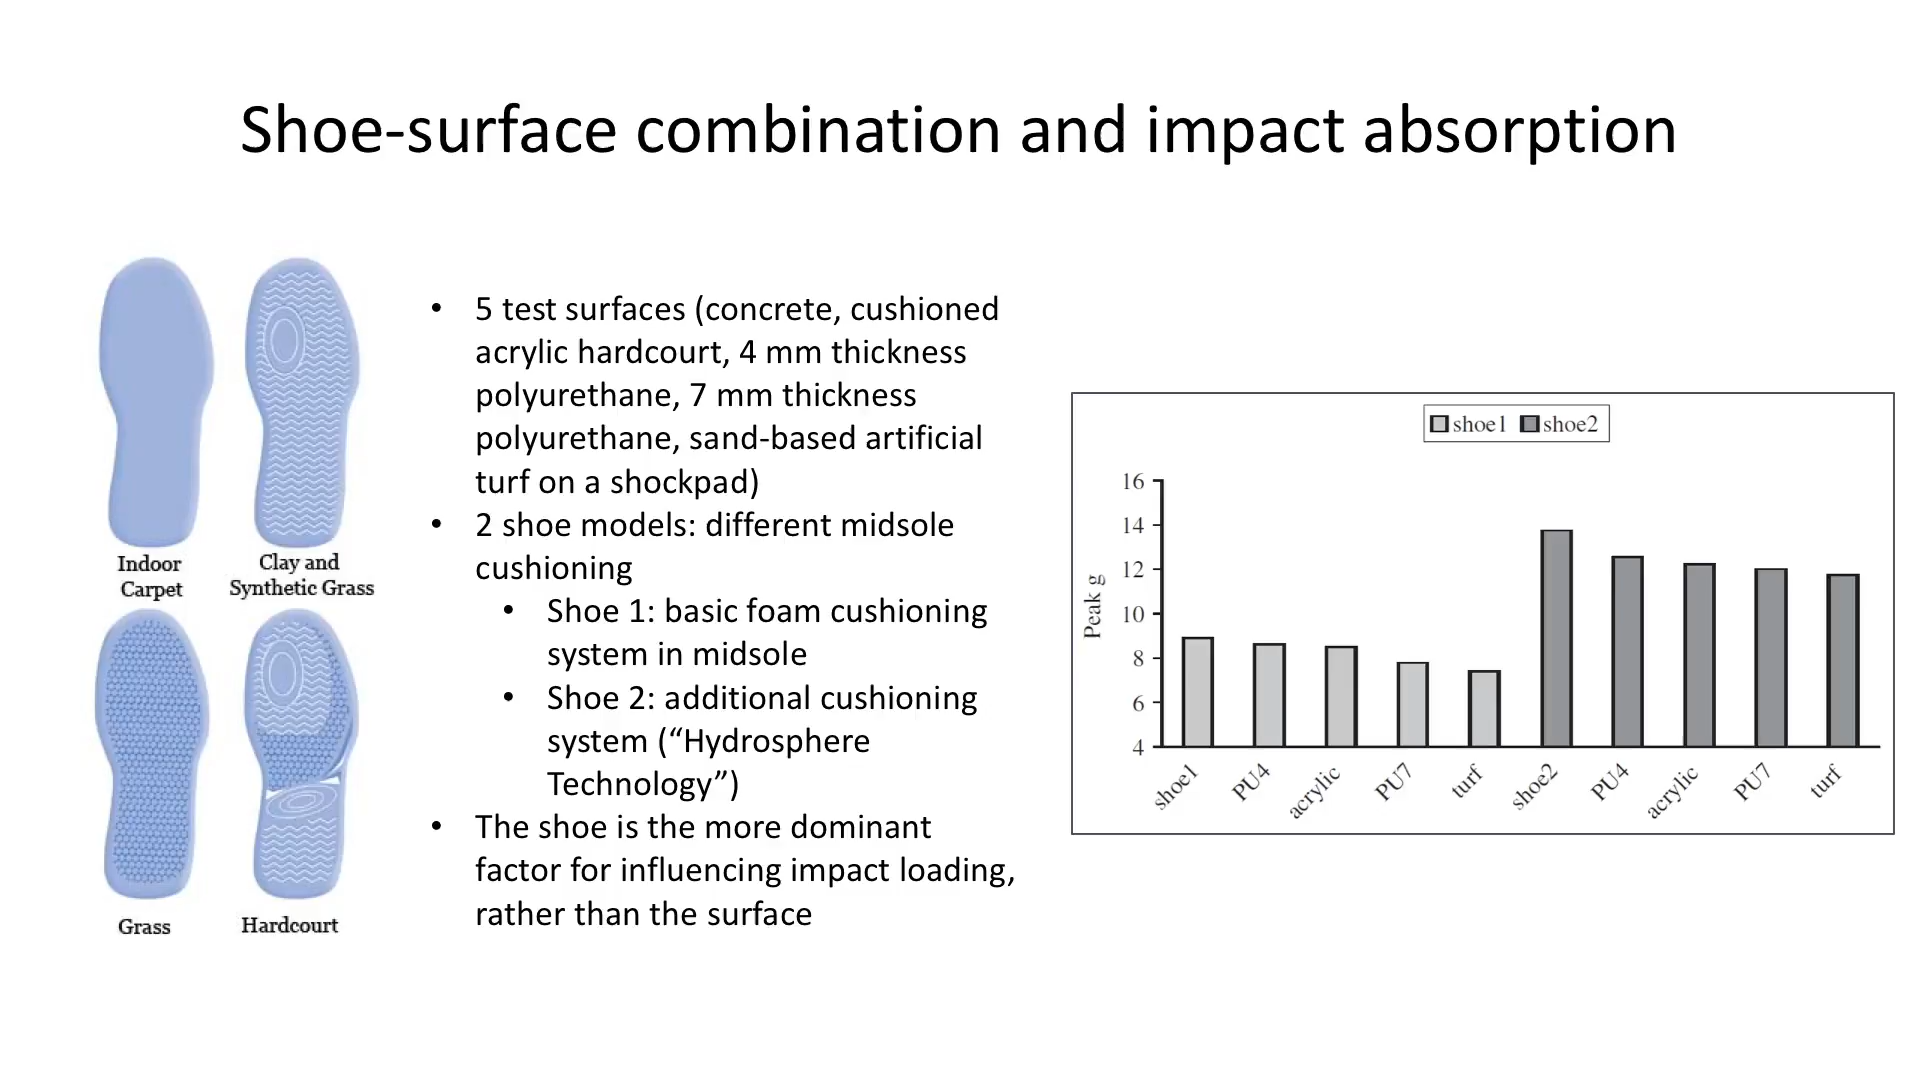 Shoe-surface combination and impact absorption
Indoor
Carpet
Clay and
Synthetic Grass
Grass
Hardcourt
• 5 test surfaces (concrete, cushioned
acrylic hardcourt, 4 mm thickness
polyurethane, 7 mm thickness
polyurethane, sand-based artificial
turf on a shockpad)
• 2 shoe models: different midsole
cushioning
• Shoe 1: basic foam cushioning
system in midsole
• Shoe 2: additional cushioning
system (“Hydrosphere
Technology”)
• The shoe is the more dominant
factor for influencing impact loading,
rather than the surface
shoe1 shoe2
Peak g
16
14
12
10
8
6
4
shoe1 PU4 acrylic PU7 turf shoe2 PU4 acrylic PU7 turf